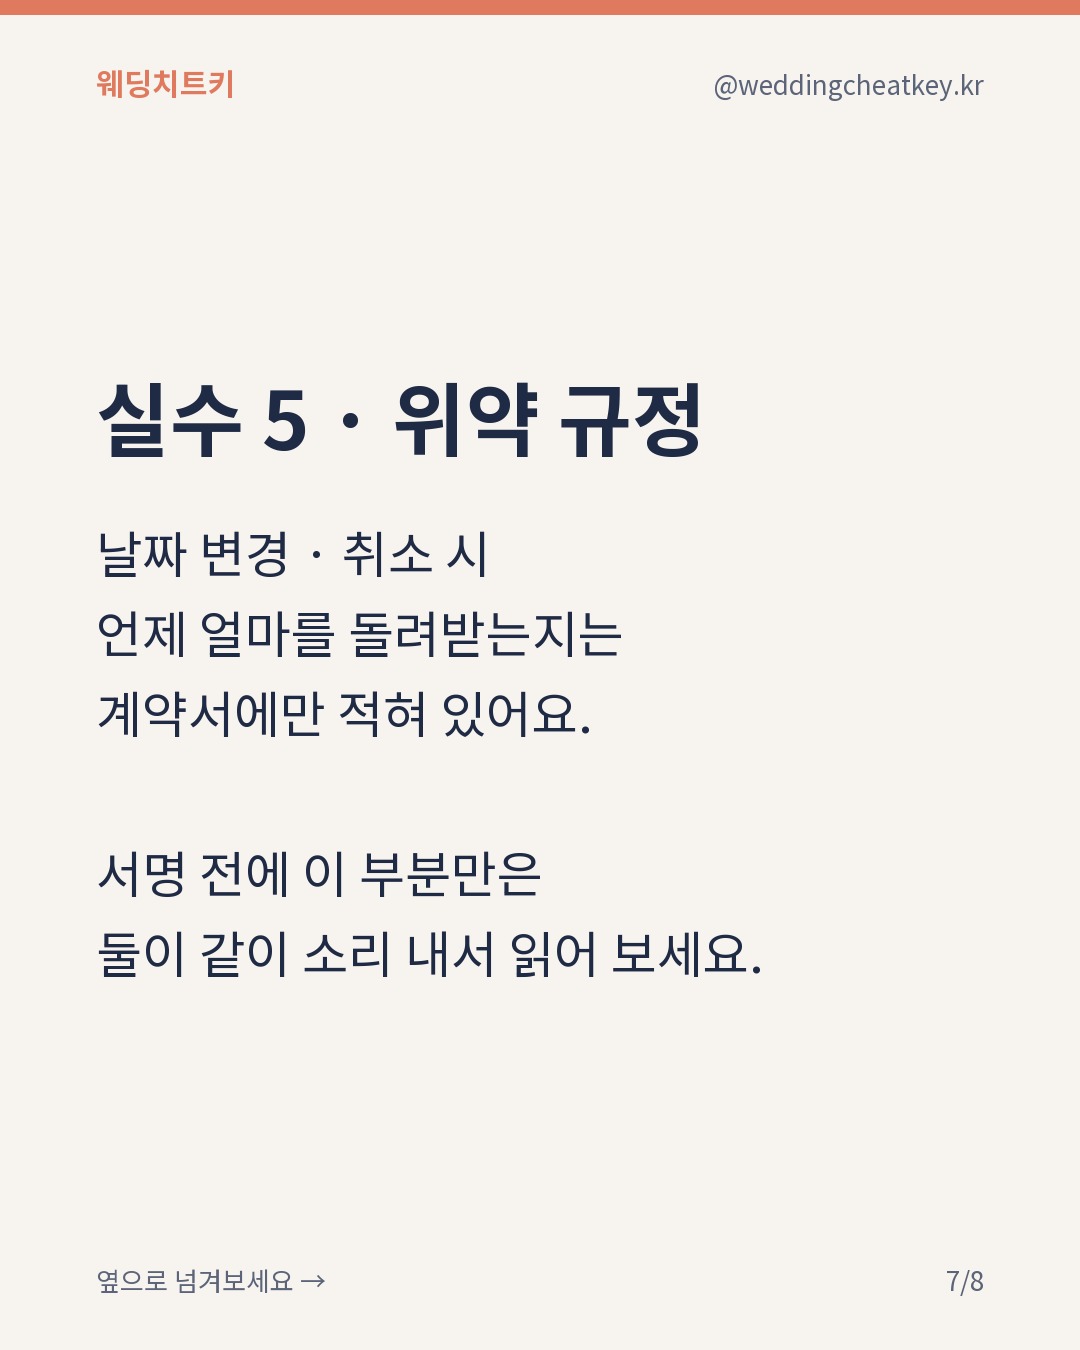 웨딩치트키
@weddingcheatkey.kr
실수 5 · 위약 규정
날짜 변경 · 취소 시
언제 얼마를 돌려받는지는
계약서에만 적혀 있어요.
서명 전에 이 부분만은
둘이 같이 소리 내서 읽어 보세요.
옆으로 넘겨보세요 →
7/8